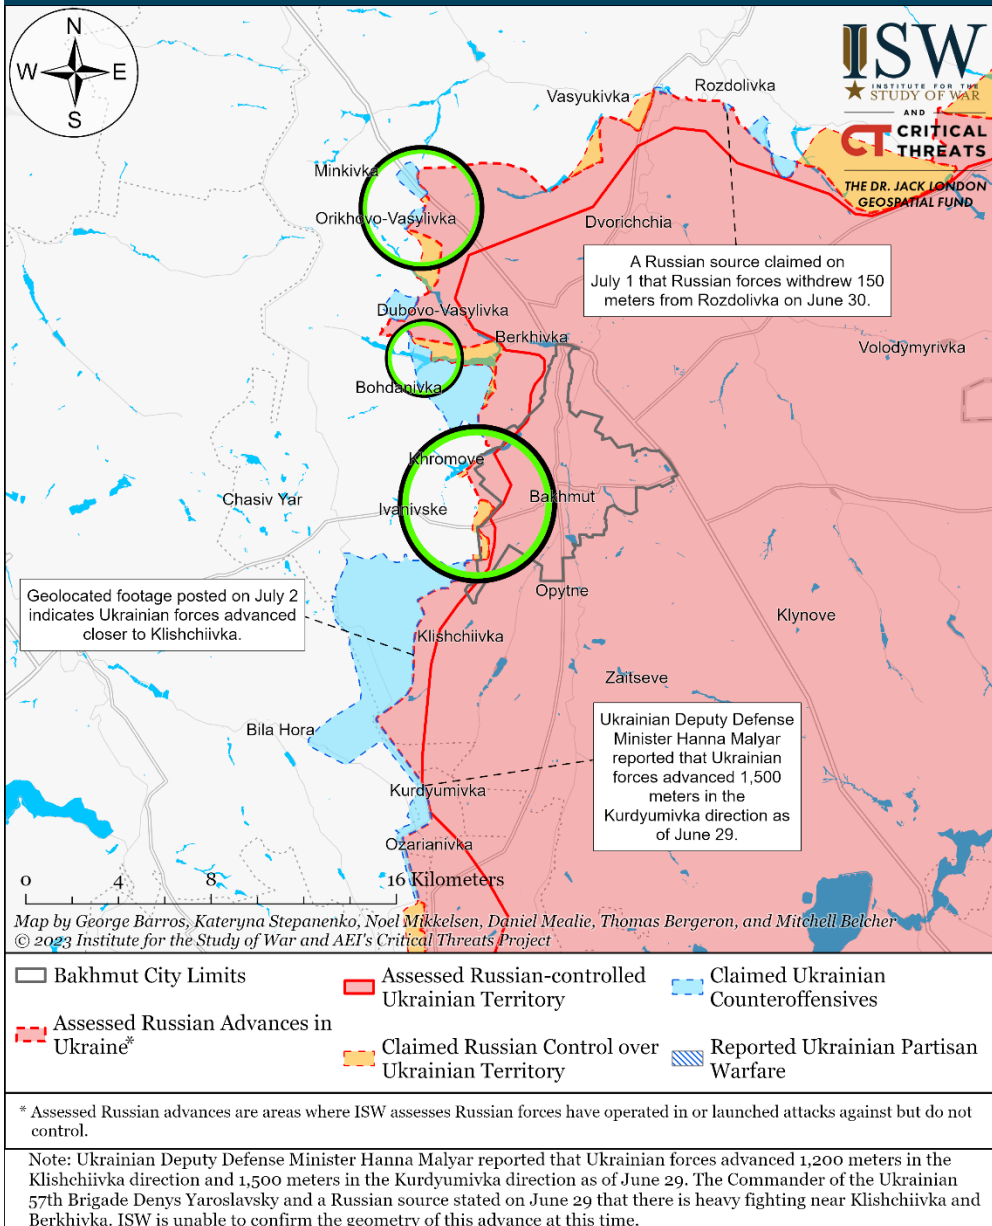 N
W E
S
ISW
INSTITUTE FOR THE
STUDY OF WAR
AND
CT CRITICAL
THREATS
THE DR. JACK LONDON
GEOSPATIAL FUND
Vasyukivka
Rozdolivka
Minkivka
Orikhovo-Vasylivka
Dvorichchia
A Russian source claimed on
July 1 that Russian forces withdrew 150
meters from Rozdolivka on June 30.
Dubovo-Vasylivka
Berkhivka
Volodymyrivka
Bohdanivka
Khromove
Chasiv Yar
Ivanivske
Bakhmut
Opytne
Geolocated footage posted on July 2
indicates Ukrainian forces advanced
closer to Klishchiivka.
Klishchiivka
Klynove
Zaitseve
Bila Hora
Ukrainian Deputy Defense
Minister Hanna Malyar
reported that Ukrainian
forces advanced 1,500
meters in the
Kurdyumivka direction as
of June 29.
Kurdyumivka
Ozarianivka
0 4 8 16 Kilometers
Map by George Barros, Kateryna Stepanenko, Noel Mikkelsen, Daniel Mealie, Thomas Bergeron, and Mitchell Belcher
© 2023 Institute for the Study of War and AEI's Critical Threats Project
Bakhmut City Limits
Assessed Russian Advances in
Ukraine*
Assessed Russian-controlled
Ukrainian Territory
Claimed Russian Control over
Ukrainian Territory
Claimed Ukrainian
Counteroffensives
Reported Ukrainian Partisan
Warfare
* Assessed Russian advances are areas where ISW assesses Russian forces have operated in or launched attacks against but do not
control.
Note: Ukrainian Deputy Defense Minister Hanna Malyar reported that Ukrainian forces advanced 1,200 meters in the
Klishchiivka direction and 1,500 meters in the Kurdyumivka direction as of June 29. The Commander of the Ukrainian
57th Brigade Denys Yaroslavsky and a Russian source stated on June 29 that there is heavy fighting near Klishchiivka and
Berkhivka. ISW is unable to confirm the geometry of this advance at this time.